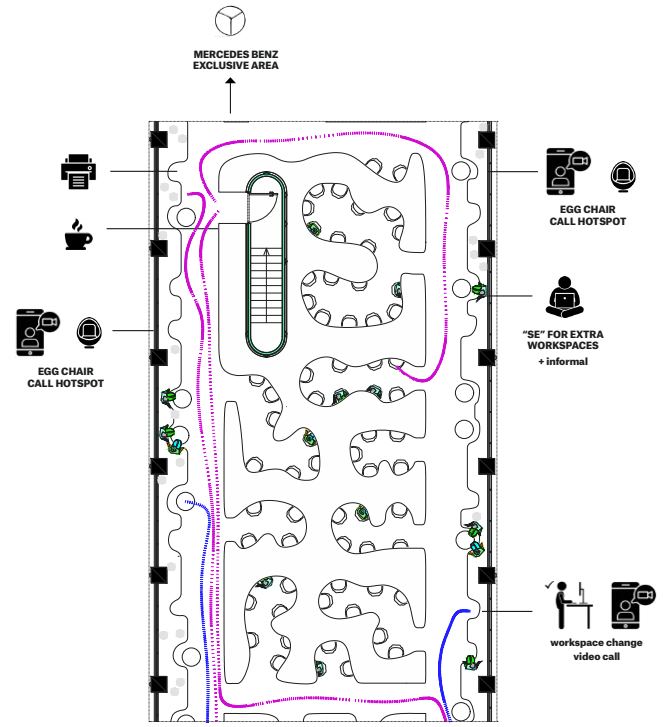 MERCEDES BENZ
EXCLUSIVE AREA
EGG CHAIR
CALL HOTSPOT
"SE" FOR EXTRA
WORKSPACES
+ informal
EGG CHAIR
CALL HOTSPOT
workspace change
video call